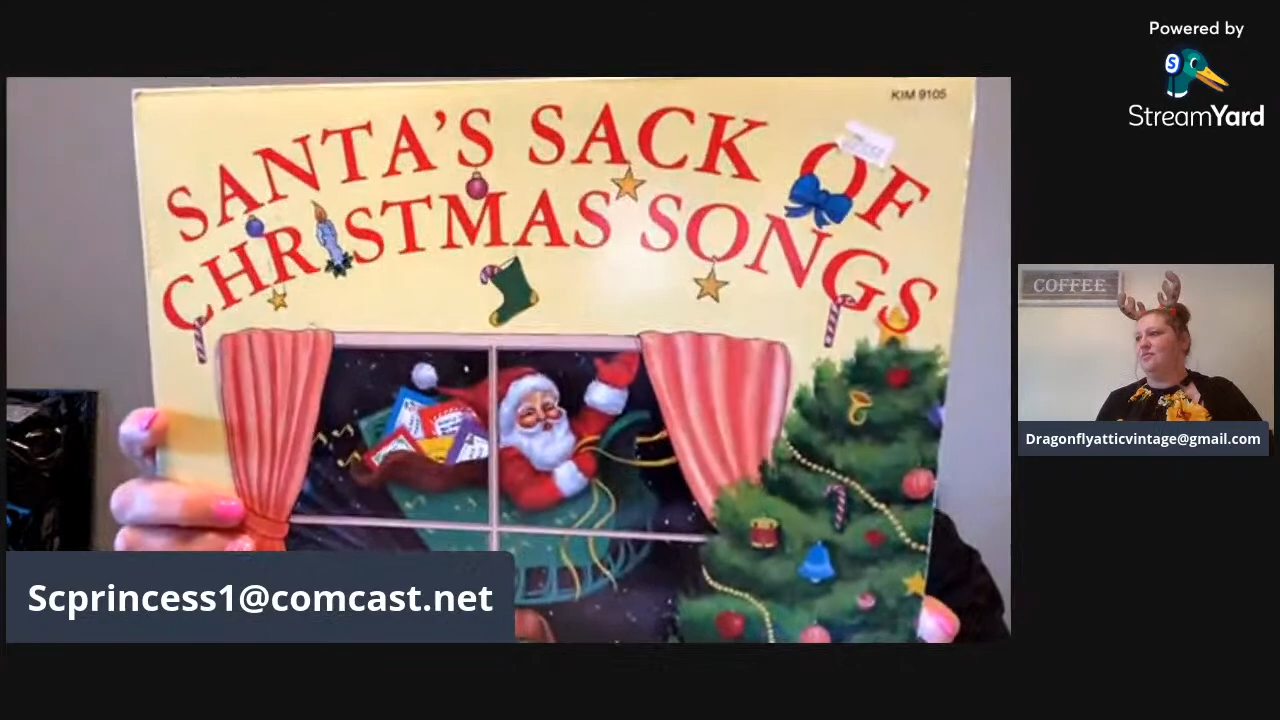 Powered by
StreamYard
KIM 9105
SANTA'S SACK OF
CHRISTMAS SONGS
COFFEE
Dragonflyatticvintage@gmail.com
Scprincess1@comcast.net